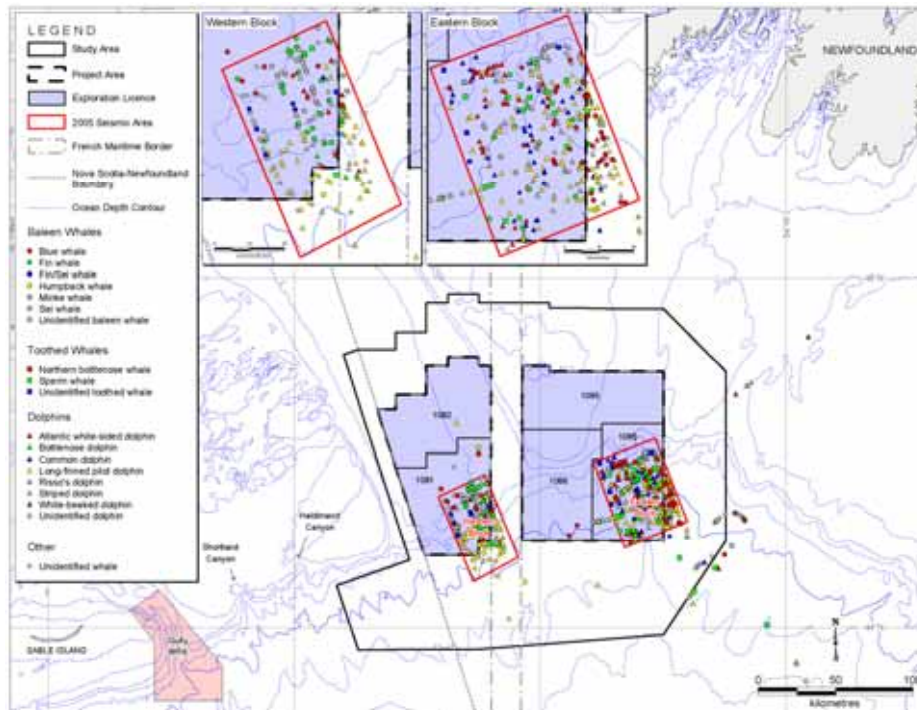 LEGEND
Study Area
Project Area
Exploration Licence
2005 Seismic Area
French Maritime Border
Nova Scotia-Newfoundland
Boundary
Ocean Depth Contour
Baleen Whales
Blue whale
Fin whale
Fin/Sei whale
Humpback whale
Minke whale
Sei whale
Unidentified baleen whale
Toothed Whales
Northern bottlenose whale
Sperm whale
Unidentified toothed whale
Dolphins
Atlantic white-sided dolphin
Bottlenose dolphin
Common dolphin
Long-finned pilot dolphin
Risso's dolphin
Striped dolphin
White-beaked dolphin
Unidentified dolphin
Other
Unidentified whale
Western Block
Eastern Block
NEWFOUNDLAND
1082
1081
1086
Haldimand
Canyon
Shortland
Canyon
SABLE ISLAND
Gully
N
0
50
100
kilometres